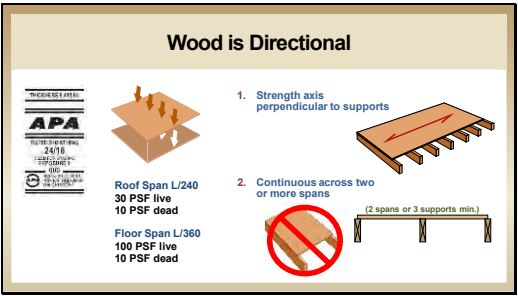 Wood is Directional
APA
24/16
Roof Span L/240
30 PSF live
10 PSF dead
Floor Span L/360
100 PSF live
10 PSF dead
1. Strength axis
perpendicular to supports
2. Continuous across two
or more spans
(2 spans or 3 supports min.)